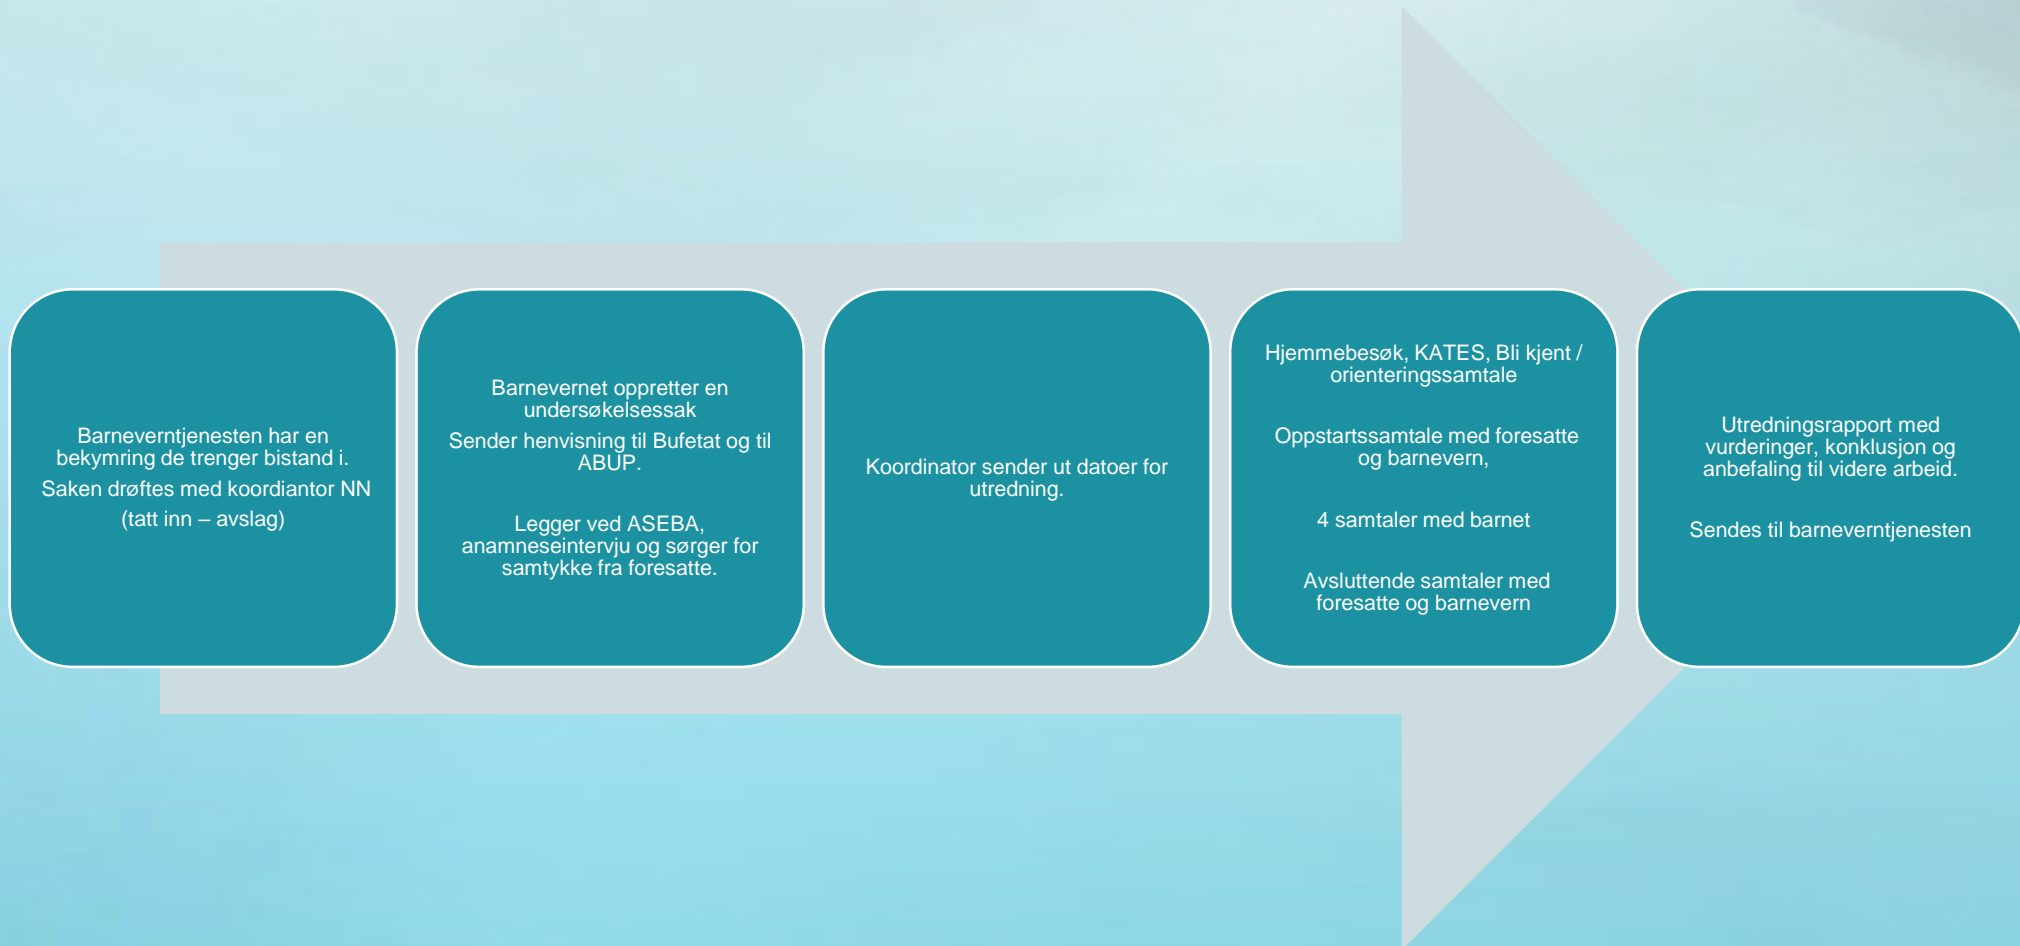 Barneverntjenesten har en
bekymring de trenger bistand i.
Saken drøftes med koordiantor NN
(tatt inn – avslag)
Barnevernet oppretter en
undersøkelsessak
Sender henvisning til Bufetat og til
ABUP.
Legger ved ASEBA,
anamneseintervju og sørger for
samtykke fra foresatte.
Koordinator sender ut datoer for
utredning.
Hjemmebesøk, KATES, Bli kjent /
orienteringssamtale
Oppstartssamtale med foresatte
og barnevern,
4 samtaler med barnet
Avsluttende samtaler med
foresatte og barnevern
Utredningsrapport med
vurderinger, konklusjon og
anbefaling til videre arbeid.
Sendes til barneverntjenesten